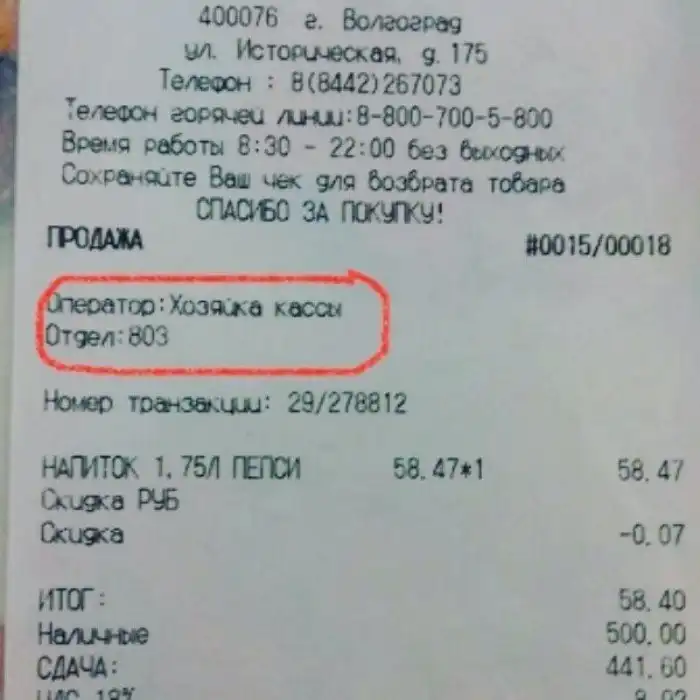 400076 г. Волгоград
ул. Историческая, д. 175
Телефон : 8(8442)267073
Телефон горячей линии:8-800-700-5-800
Время работы 8:30 - 22:00 без выходных
Сохраняйте Ваш чек для возврата товара
СПАСИБО ЗА ПОКУПКУ!
ПРОДАЖА #0015/00018
Оператор:Хозяйка кассы
Отдел:803
Номер транзакции: 29/278812
НАПИТОК 1,75Л ПЕПСИ 58.47*1 58.47
Скидка РУБ
Скидка -0.07
ИТОГ: 58.40
Наличные 500.00
СДАЧА: 441.60